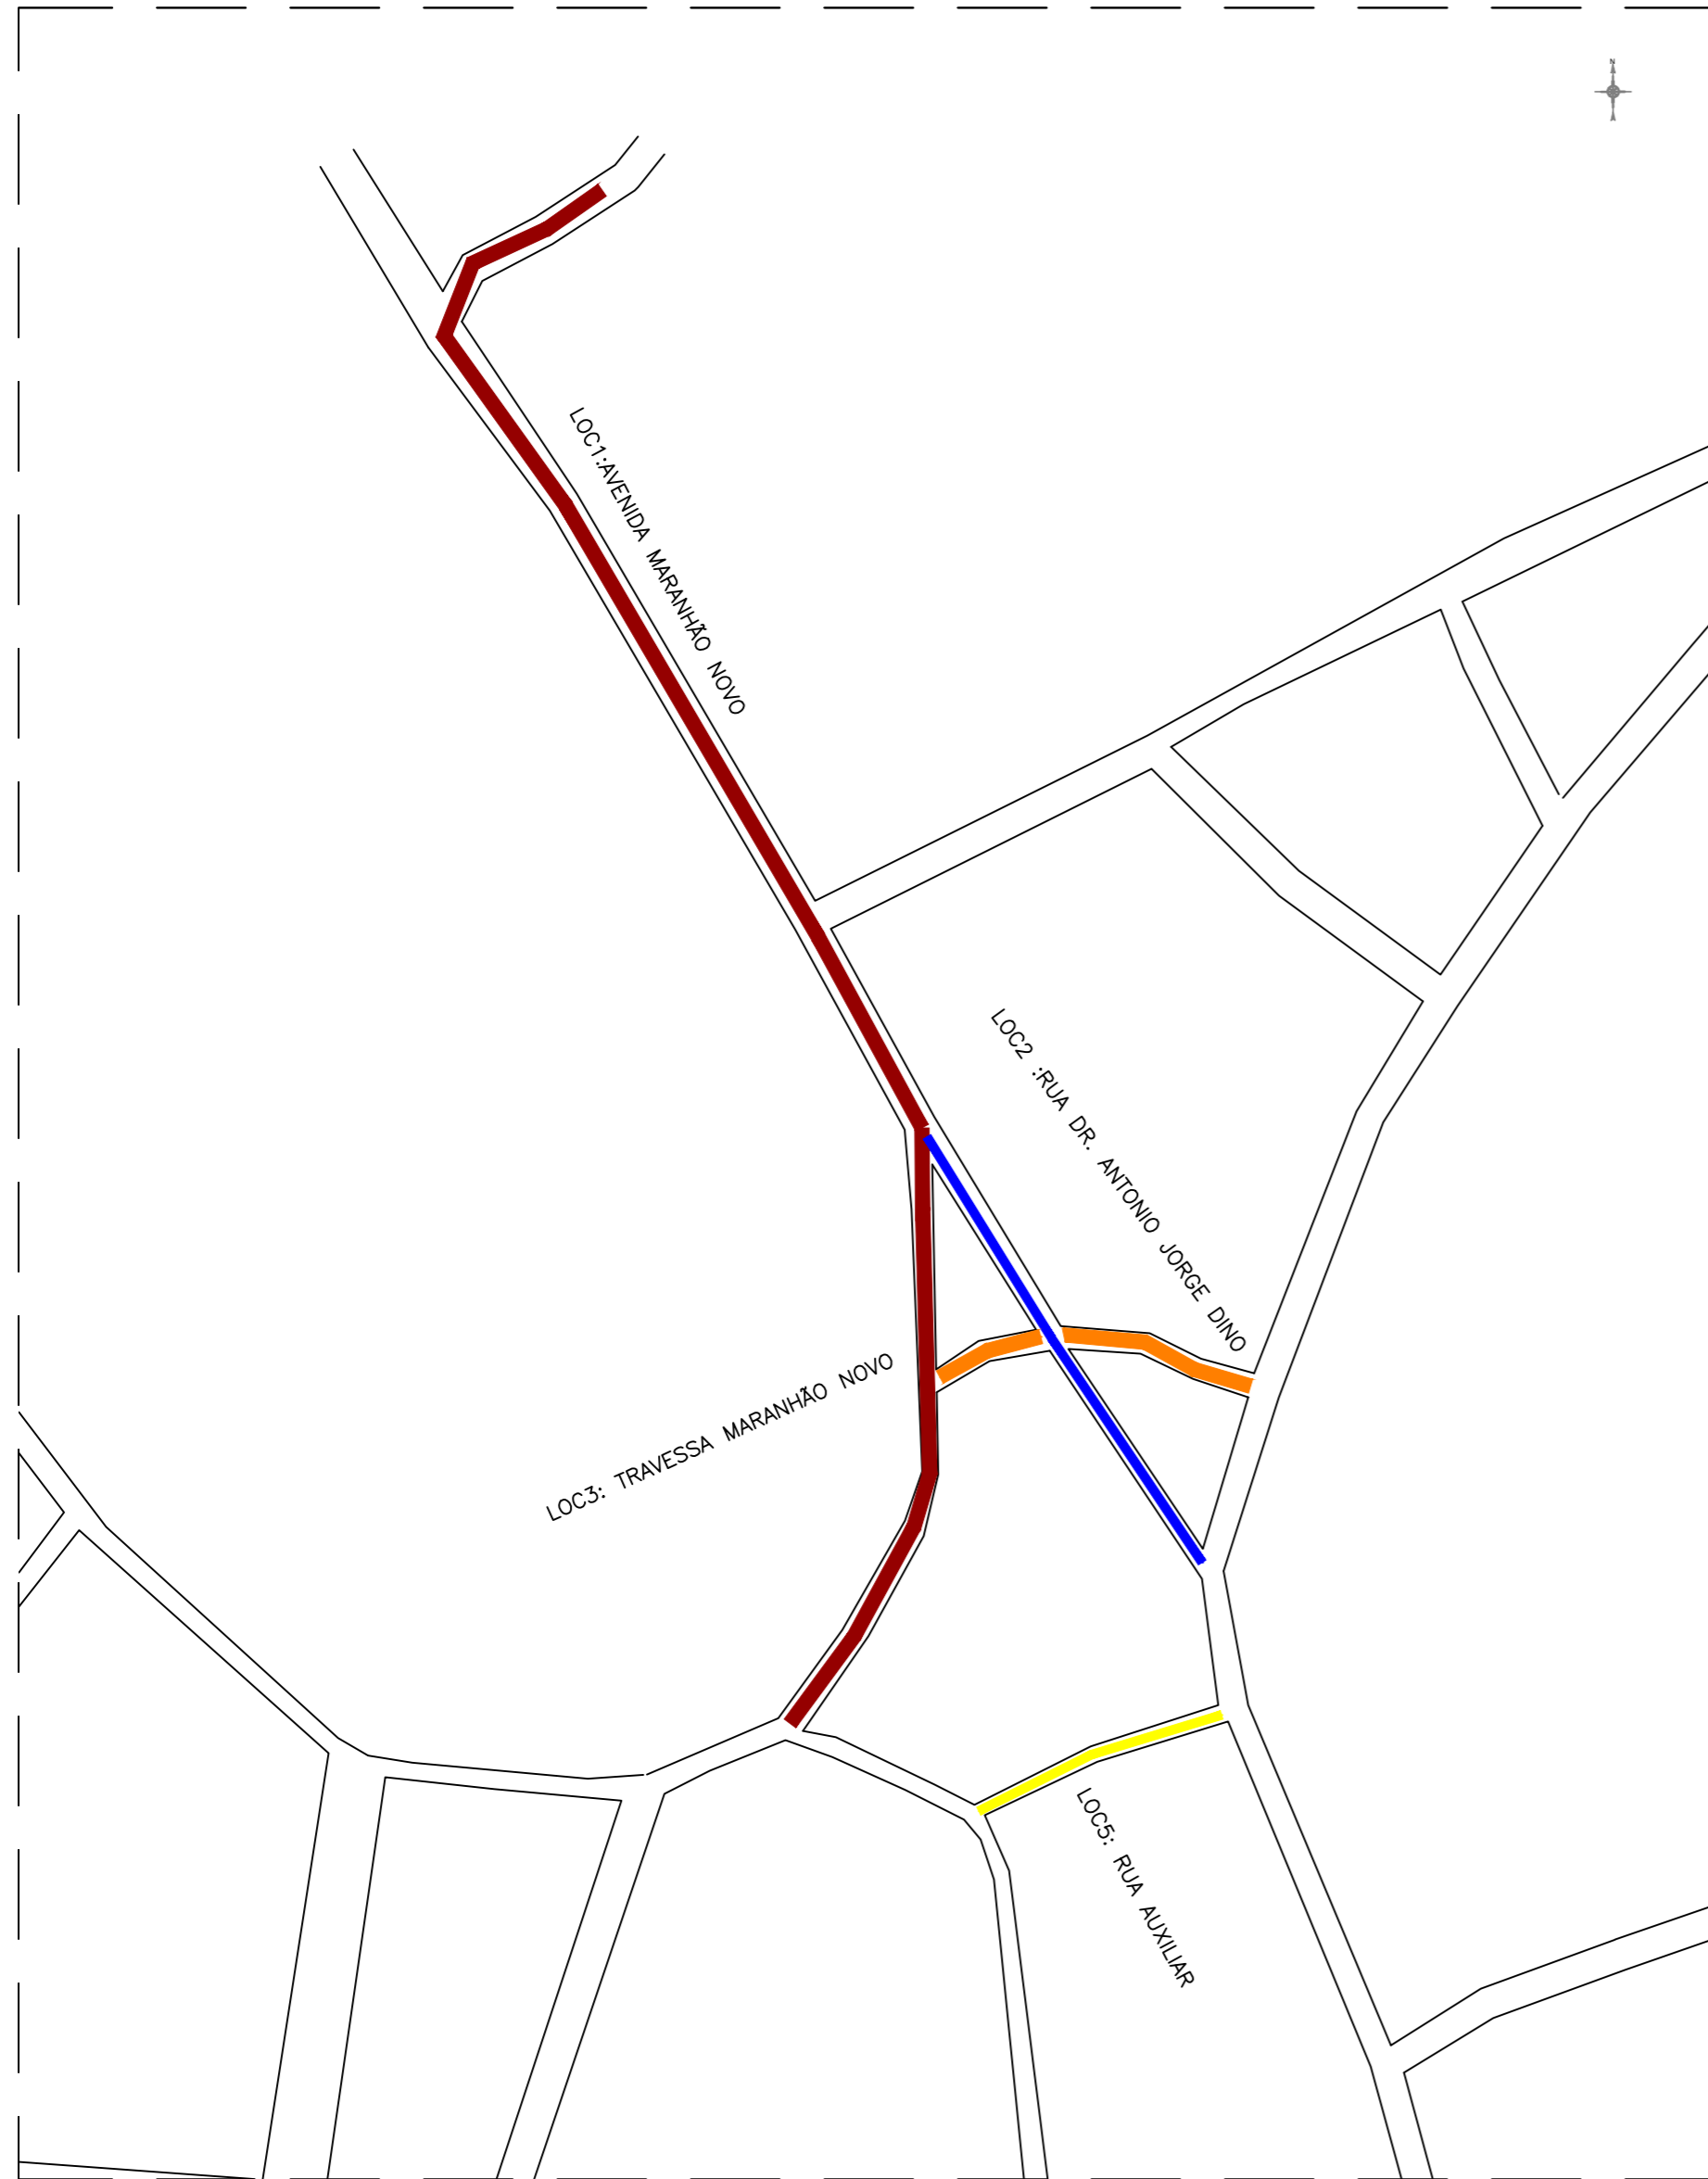 N
LOC1:AVENIDA MARANHÃO NOVO
LOC2 :RUA DR. ANTONIO JORGE DINO
LOC3: TRAVESSA MARANHÃO NOVO
LOC5: RUA AUXILIAR